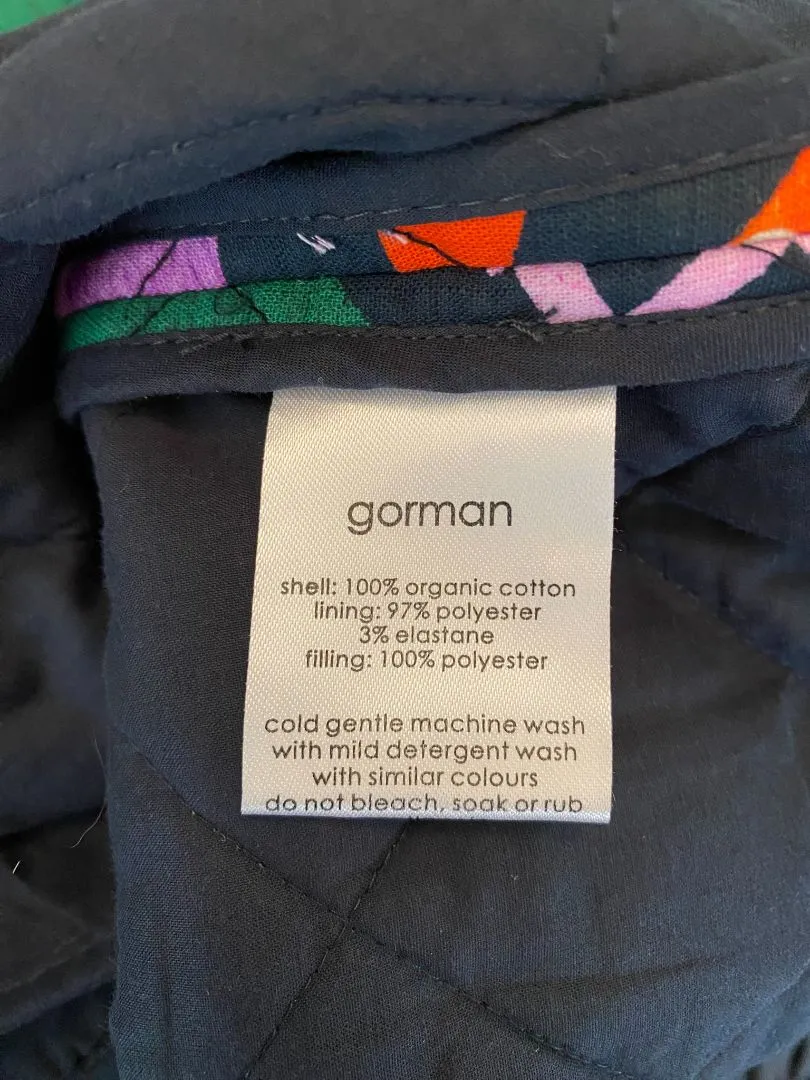 gorman
shell: 100% organic cotton
lining: 97% polyester
3% elastane
filling: 100% polyester
cold gentle machine wash
with mild detergent wash
with similar colours
do not bleach, soak or rub